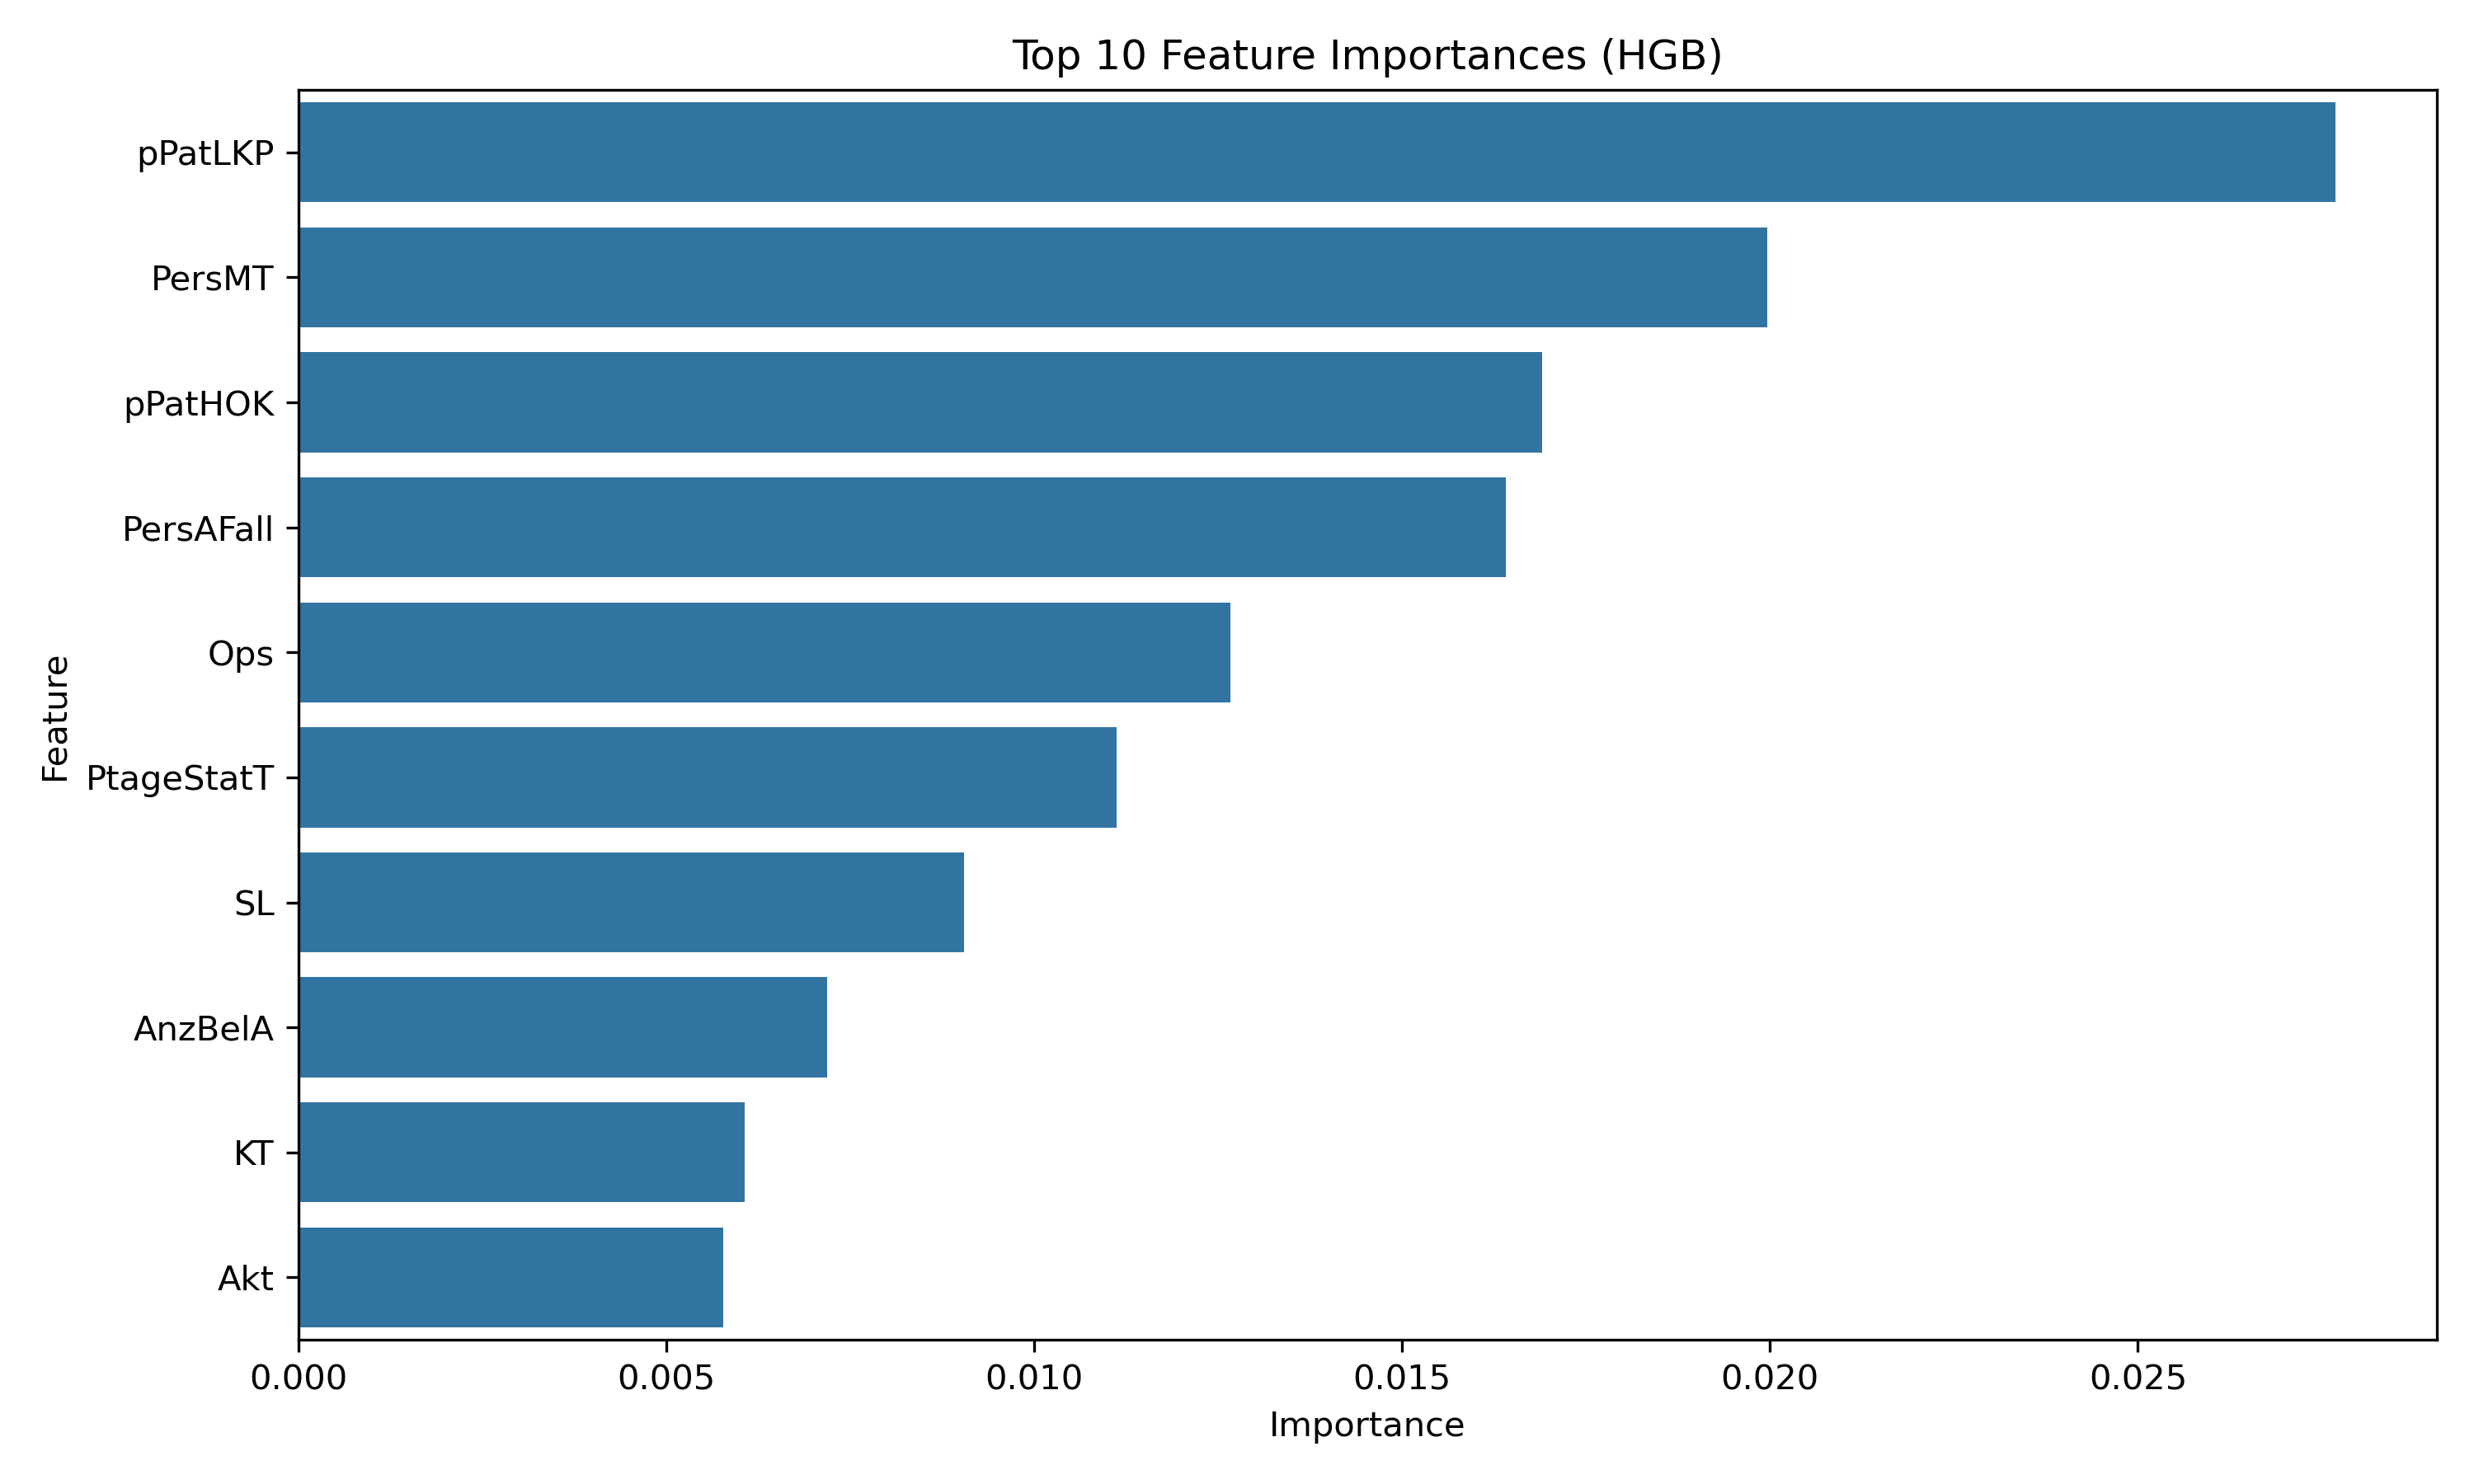 Top 10 Feature Importances (HGB)
pPatLKP
PersMT
pPatHOK
PersAFall
Ops
PtageStatT
SL
AnzBelA
KT
Akt
Feature
0.000 0.005 0.010 0.015 0.020 0.025
Importance